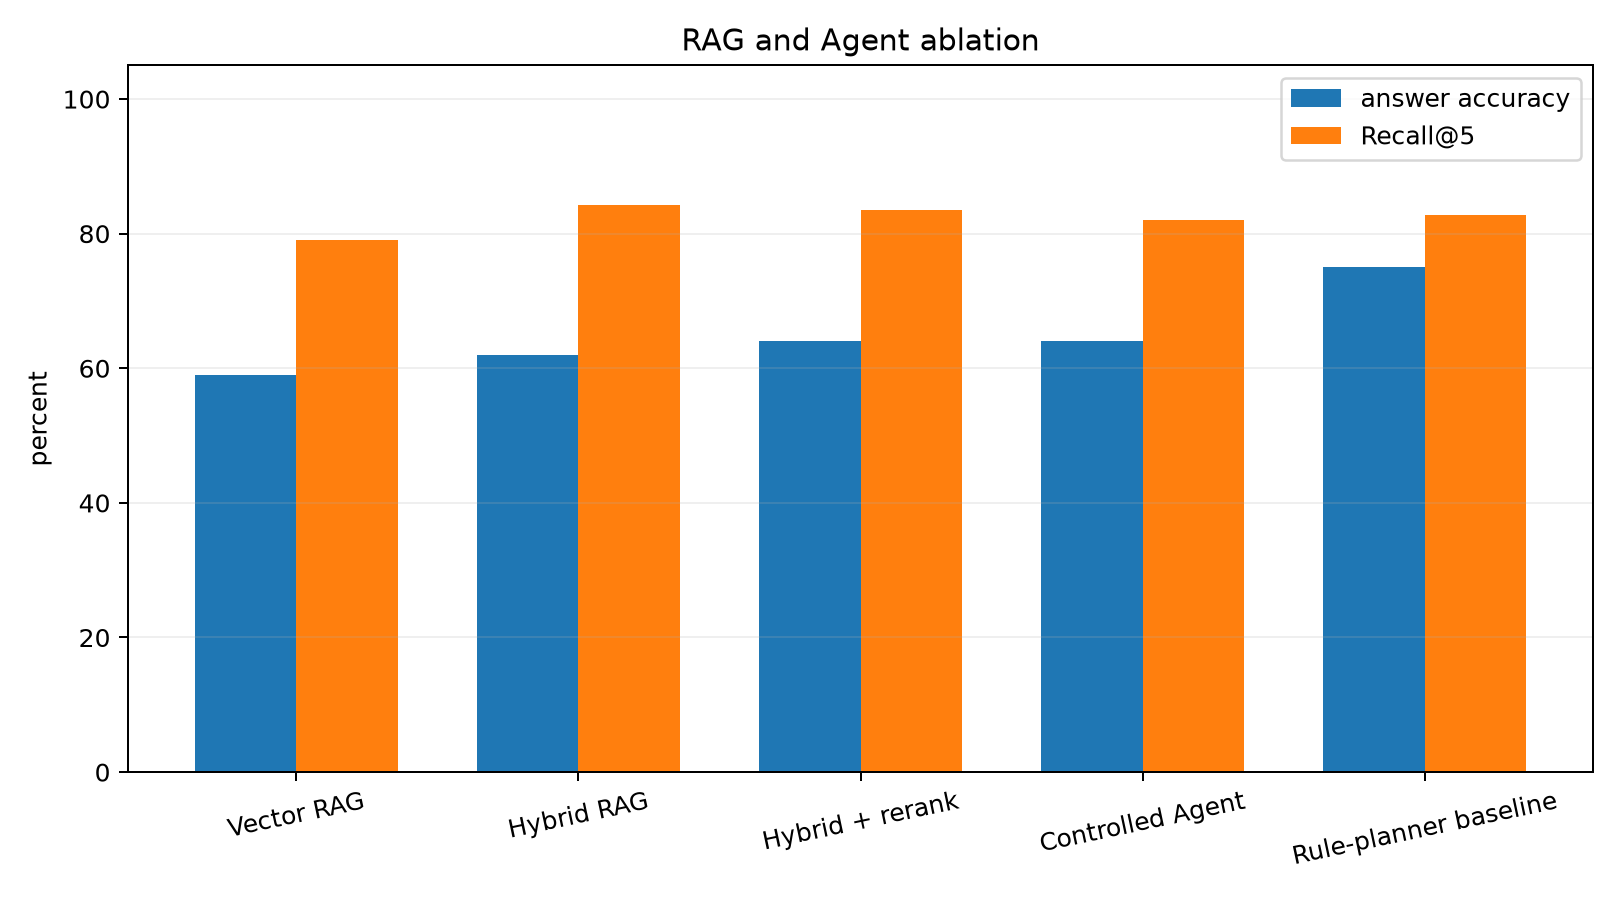 RAG and Agent ablation
answer accuracy
Recall@5
percent
100
80
60
40
20
0
Vector RAG
Hybrid RAG
Hybrid + rerank
Controlled Agent
Rule-planner baseline